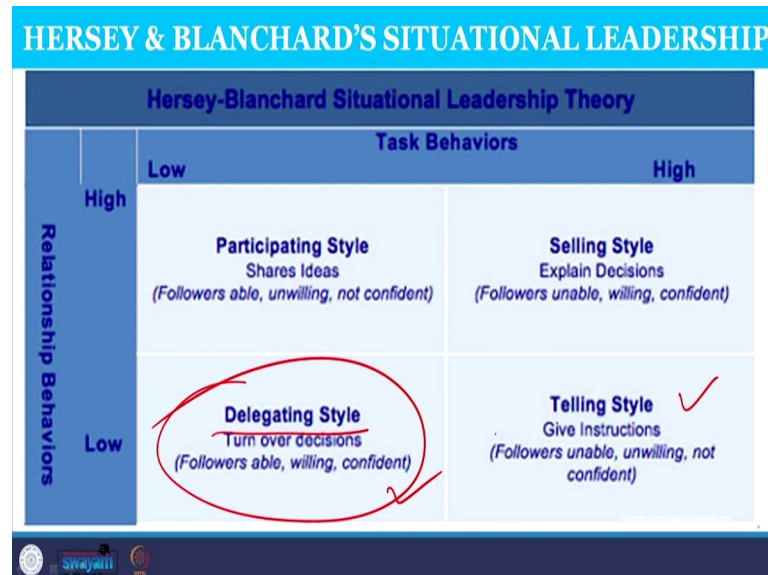 HERSEY & BLANCHARD'S SITUATIONAL LEADERSHIP
Hersey-Blanchard Situational Leadership Theory
Task Behaviors
Low
High
Relationship Behaviors
High
Participating Style
Shares Ideas
(Followers able, unwilling, not confident)
Selling Style
Explain Decisions
(Followers unable, willing, confident)
Low
Delegating Style
Turn over decisions
(Followers able, willing, confident)
Telling Style
Give Instructions
(Followers unable, unwilling, not
confident)
swayam